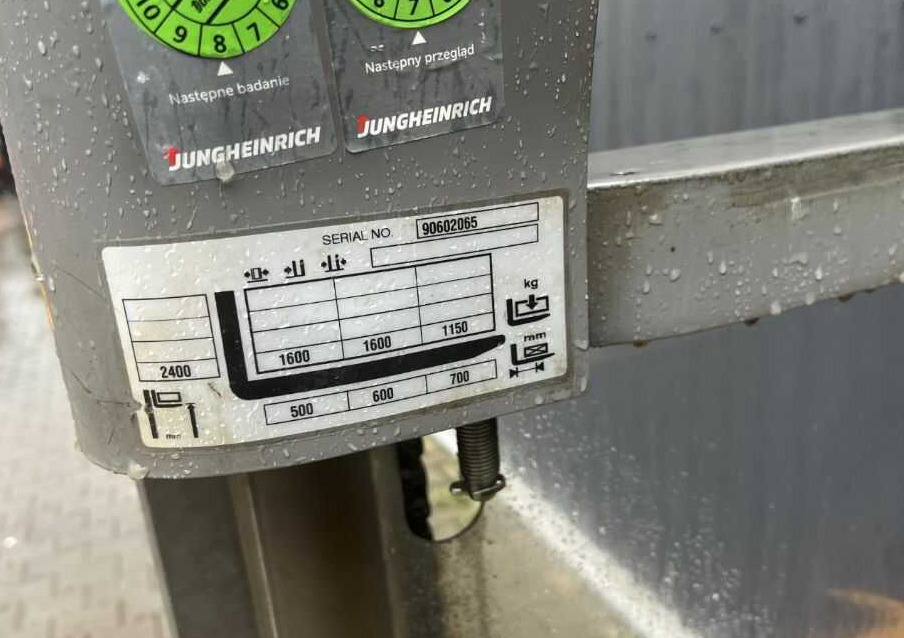 10 9 8 7 6
8 7 6
Następne badanie
Następny przegląd
JUNGHEINRICH
JUNGHEINRICH
SERIAL NO. 90602065
kg
2400 1600 1600 1150
mm
500 600 700
mm